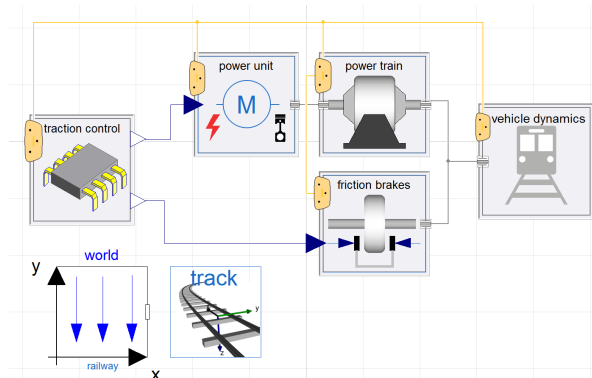 power unit
power train
M
traction control
vehicle dynamics
friction brakes
world
y
railway
x
track
y
z